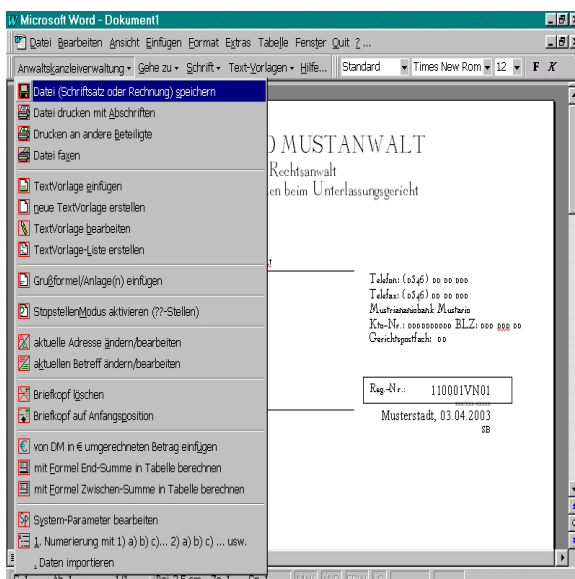 Microsoft Word - Dokument1
Datei Bearbeiten Ansicht Einfügen Format Extras Tabelle Fenster Quit ?...
Anwaltskanzleiverwaltung Gehe zu Schrift Text-Vorlagen Hilfe... Standard Times New Rom 12 F X
Datei (Schriftsatz oder Rechnung) speichern
Datei drucken mit Abschriften
Drucken an andere Beteiligte
Datei faxen
TextVorlage einfügen
neue TextVorlage erstellen
TextVorlage bearbeiten
TextVorlage-Liste erstellen
Grußformel/Anlage(n) einfügen
StopstellenModus aktivieren (??-Stellen)
aktuelle Adresse ändern/bearbeiten
aktuellen Betreff ändern/bearbeiten
Briefkopf löschen
Briefkopf auf Anfangsposition
von DM in € umgerechneten Betrag einfügen
mit Formel End-Summe in Tabelle berechnen
mit Formel Zwischen-Summe in Tabelle berechnen
System-Parameter bearbeiten
1. Numerierung mit 1) a) b) c)... 2) a) b) c) ... usw.
Daten importieren
MUSTANWALT
Rechtsanwalt
en beim Unterlassungsgericht
Telefon: (0346) 00 00 000
Telefax: (0346) 00 00 000
Mustrianariobank Mustario
Kto-Nr.: 0000000000 BLZ: 000 000 00
Gerichtspostfach: 00
Reg.-Nr.: 110001VN01
Musterstadt, 03.04.2003
SB